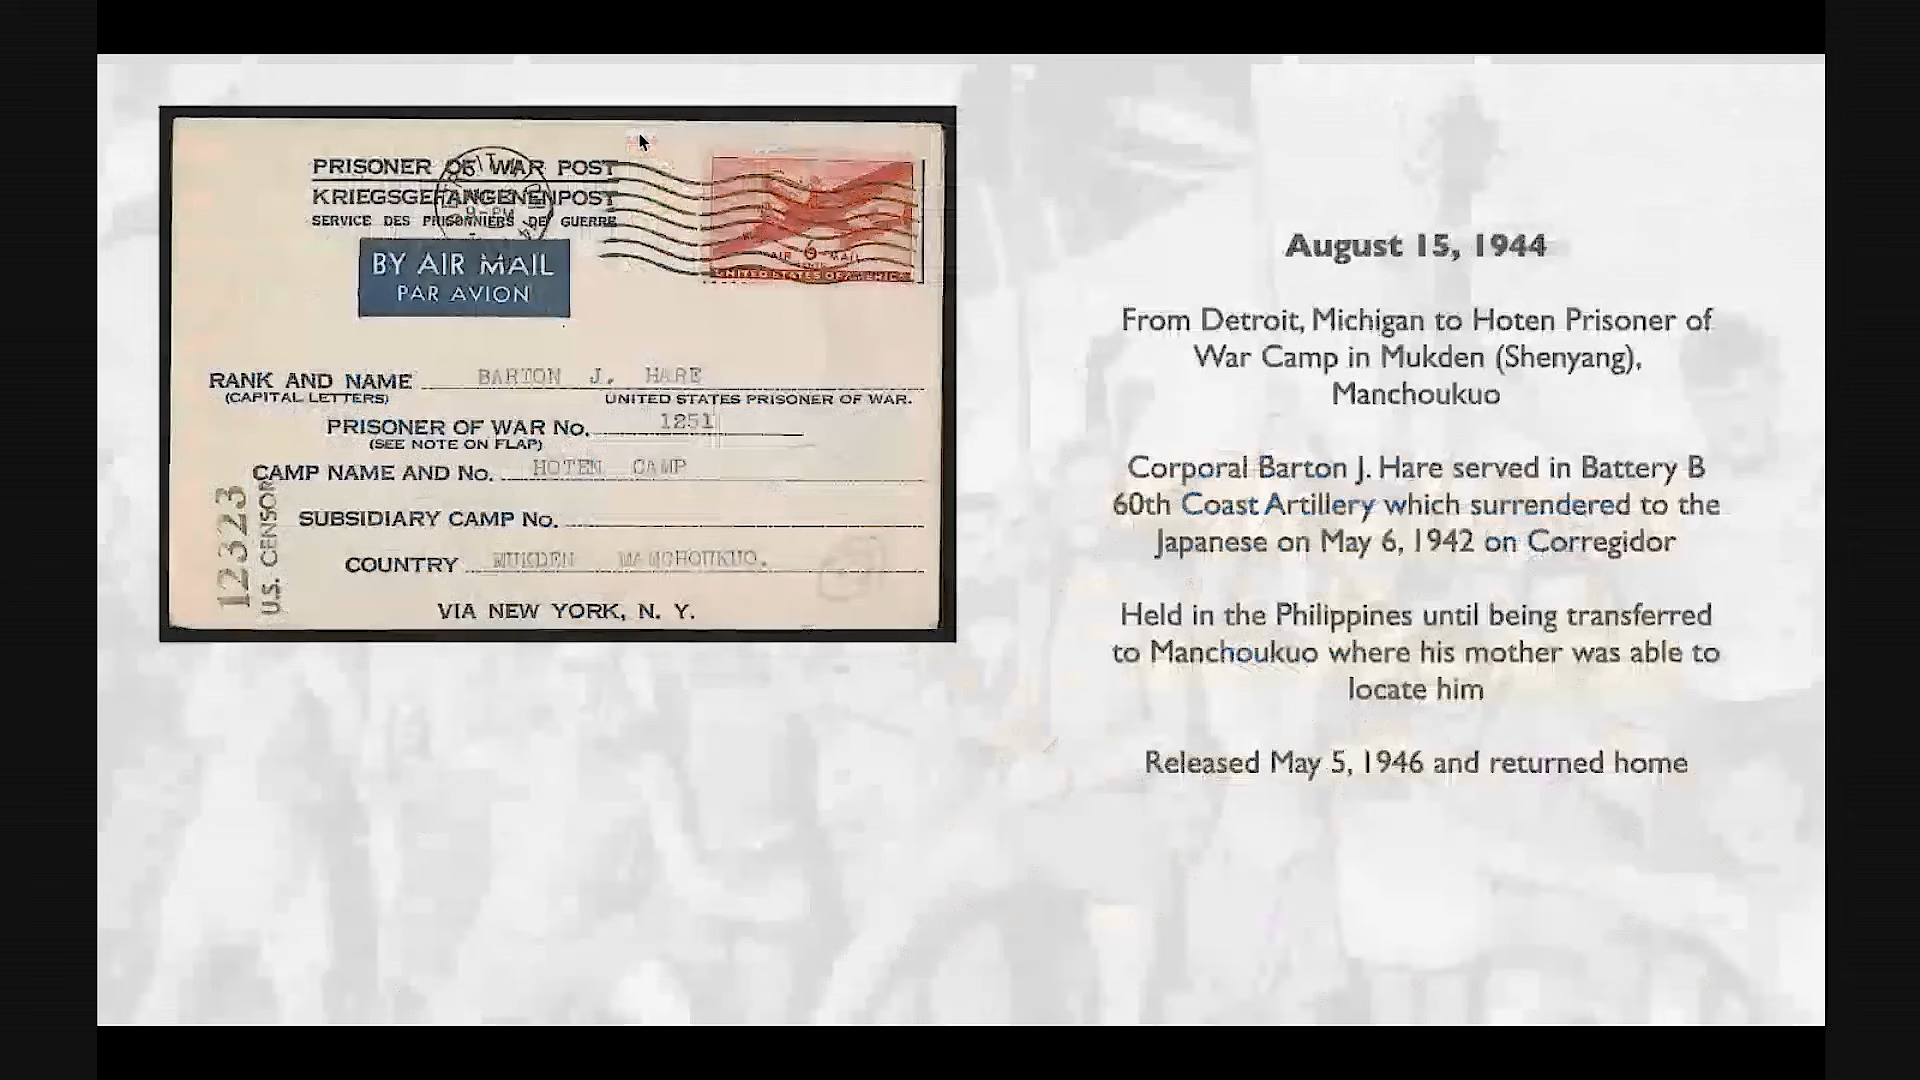 PRISONER OF WAR POST
KRIEGSGEFANGENENPOST
SERVICE DES PRISONNIERS DE GUERRE
9-PM
BY AIR MAIL
PAR AVION
AIR 6 MAIL
UNITED STATES OF AMERICA
RANK AND NAME BARTON J. HARE
(CAPITAL LETTERS) UNITED STATES PRISONER OF WAR.
PRISONER OF WAR No. 1251
(SEE NOTE ON FLAP)
CAMP NAME AND No. HOTEN CAMP
SUBSIDIARY CAMP No.
COUNTRY MUKDEN MANCHOUKUO.
VIA NEW YORK, N. Y.
12323
U.S. CENSOR
August 15, 1944
From Detroit, Michigan to Hoten Prisoner of
War Camp in Mukden (Shenyang),
Manchoukuo
Corporal Barton J. Hare served in Battery B
60th Coast Artillery which surrendered to the
Japanese on May 6, 1942 on Corregidor
Held in the Philippines until being transferred
to Manchoukuo where his mother was able to
locate him
Released May 5, 1946 and returned home